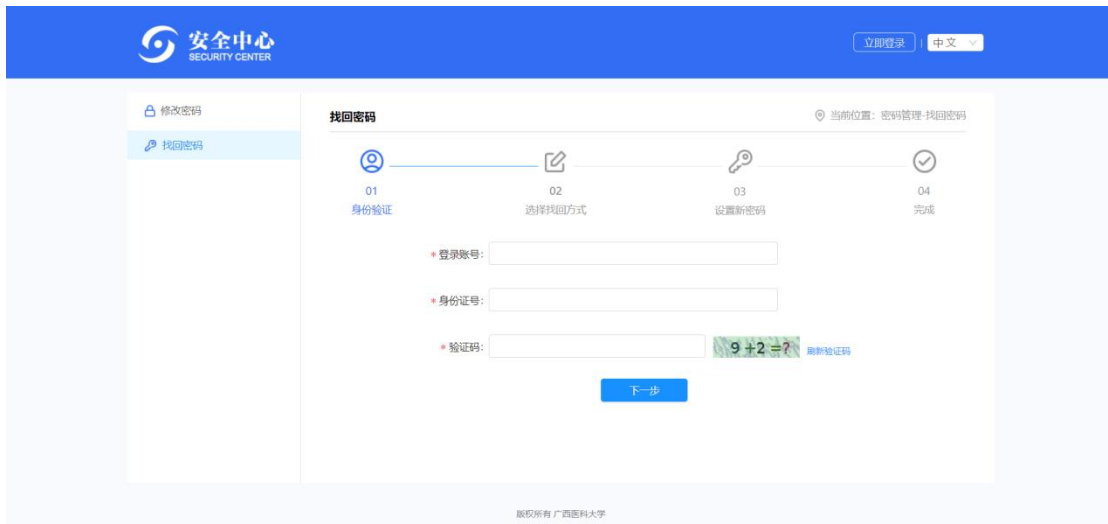 安全中心
SECURITY CENTER
立即登录 | 中文
修改密码
找回密码
找回密码
当前位置：密码管理-找回密码
01
身份验证
02
选择找回方式
03
设置新密码
04
完成
* 登录账号：
* 身份证号：
* 验证码：
9 +2 =?
刷新验证码
下一步
版权所有 广西医科大学